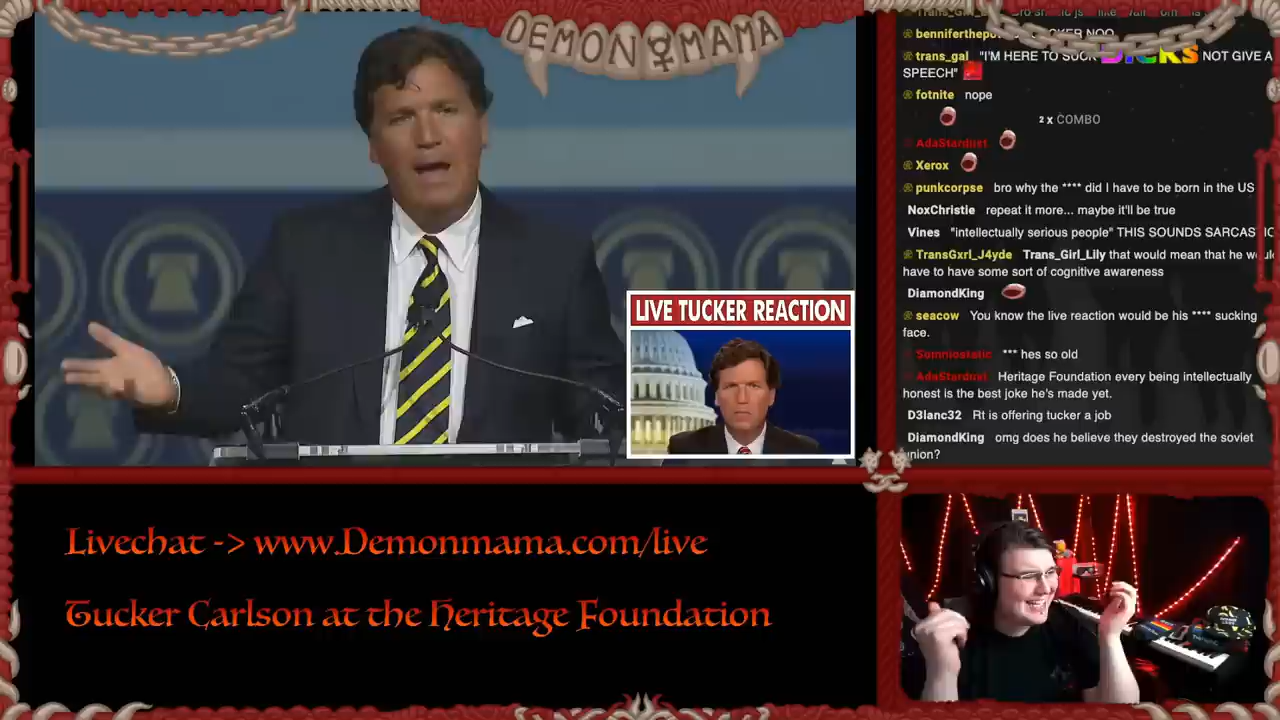 DEMON MAMA
NOO
trans_gal "I'M HERE TO SUCK NOT GIVE A
SPEECH"
fotnite nope
2 x COMBO
AdaStardust
Xerox
punkcorpse bro why the **** did I have to be born in the US
NoxChristie repeat it more... maybe it'll be true
Vines "intellectually serious people" THIS SOUNDS SARCASTIC
TransGxrl_J4yde Trans_Girl_Lily that would mean that he would
have to have some sort of cognitive awareness
DiamondKing
seacow You know the live reaction would be his **** sucking
face.
Somniostatic *** hes so old
AdaStardust Heritage Foundation every being intellectually
honest is the best joke he's made yet.
D3lanc32 Rt is offering tucker a job
DiamondKing omg does he believe they destroyed the soviet
union?
LIVE TUCKER REACTION
Livechat -> www.Demonmama.com/live
Tucker Carlson at the Heritage Foundation